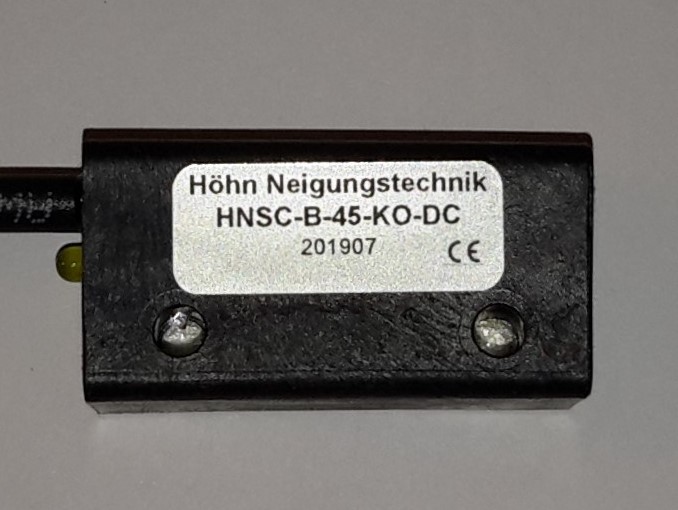 Höhn Neigungstechnik
HNSC-B-45-KO-DC
201907
CE